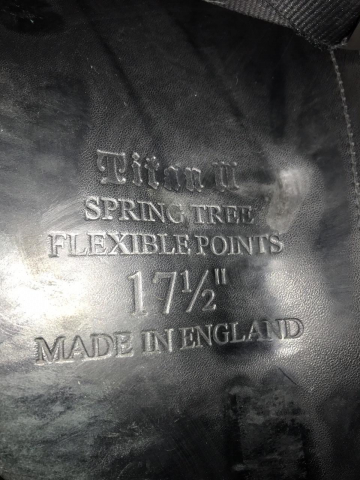 Titan II
SPRING TREE
FLEXIBLE POINTS
17½"
MADE IN ENGLAND